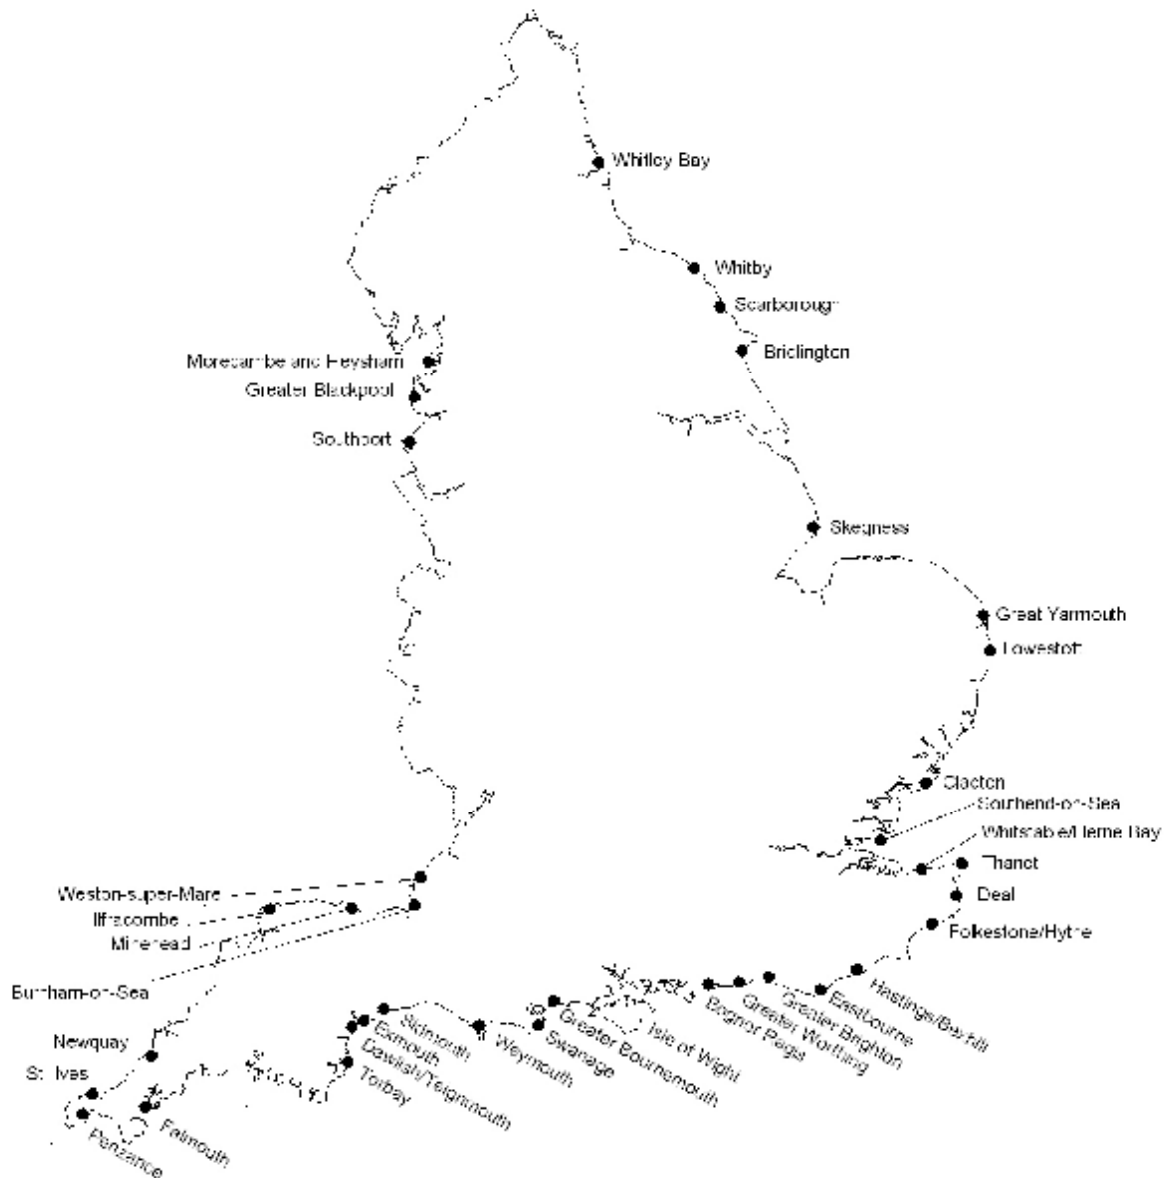 Whitley Bay
Whitby
Scarborough
Bridlington
Morecambe and Heysham
Greater Blackpool
Southport
Skegness
Great Yarmouth
Lowestoft
Clacton
Southend-on-Sea
Whitstable/Herne Bay
Thanet
Deal
Folkestone/Hythe
Weston-super-Mare
Ilfracombe
Minehead
Burnham-on-Sea
Newquay
St. Ives
Penzance
Falmouth
Torbay
Dawlish/Teignmouth
Exmouth
Sidmouth
Weymouth
Swanage
Greater Bournemouth
Isle of Wight
Bognor Regis
Greater Worthing
Greater Brighton
Eastbourne
Hastings/Bexhill